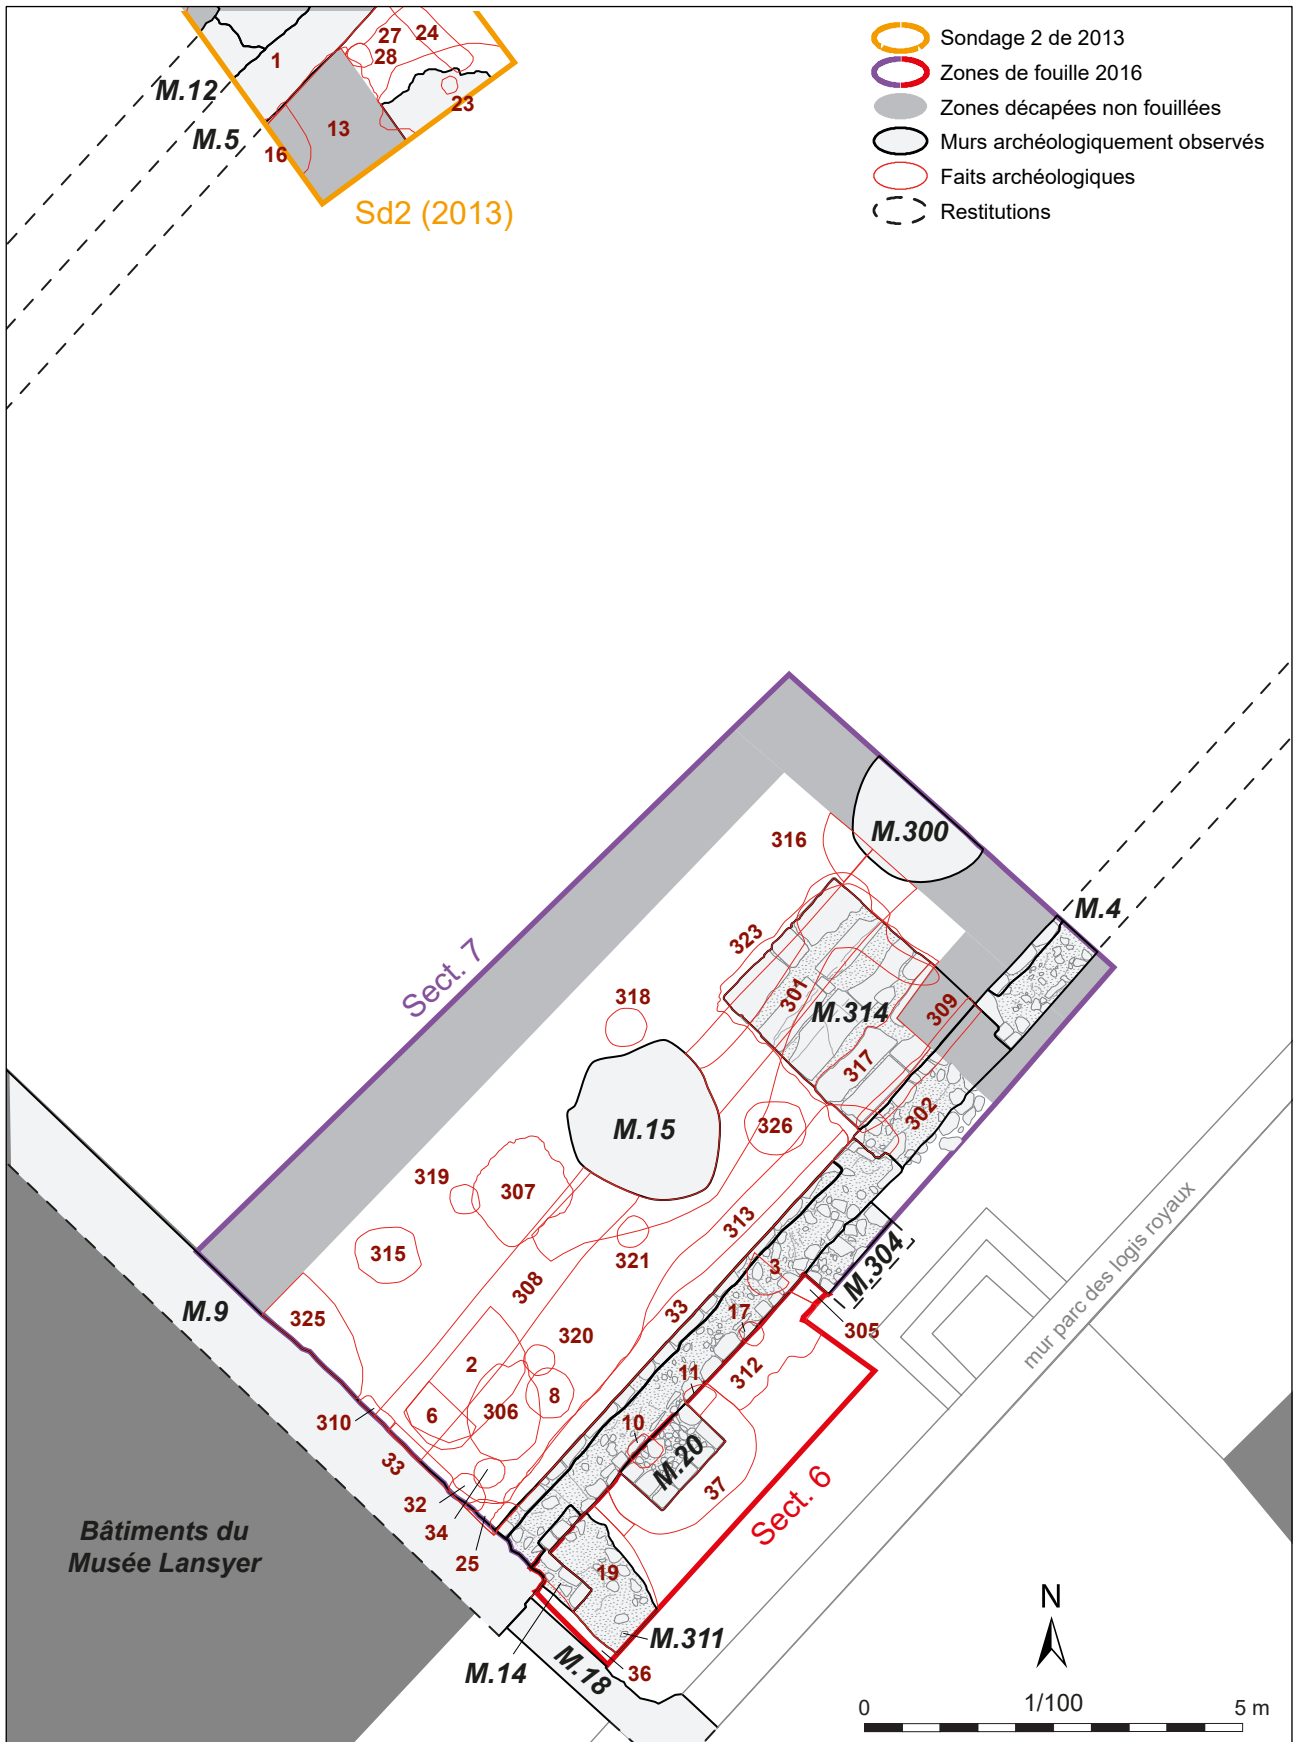 Sondage 2 de 2013
Zones de fouille 2016
Zones décapées non fouillées
Murs archéologiquement observés
Faits archéologiques
Restitutions
27
24
1
28
M.12
23
13
M.5
16
Sd2 (2013)
316
M.300
M.4
323
Sect. 7
301
318
M.314
309
317
302
M.15
326
319
307
313
315
321
M.304
3
mur parc des logis royaux
308
M.9
33
325
17
305
320
2
312
11
8
6
306
310
10
M.20
33
37
Sect. 6
32
34
Bâtiments du
Musée Lansyer
25
19
N
M.311
M.14
M.18
36
0
1/100
5 m